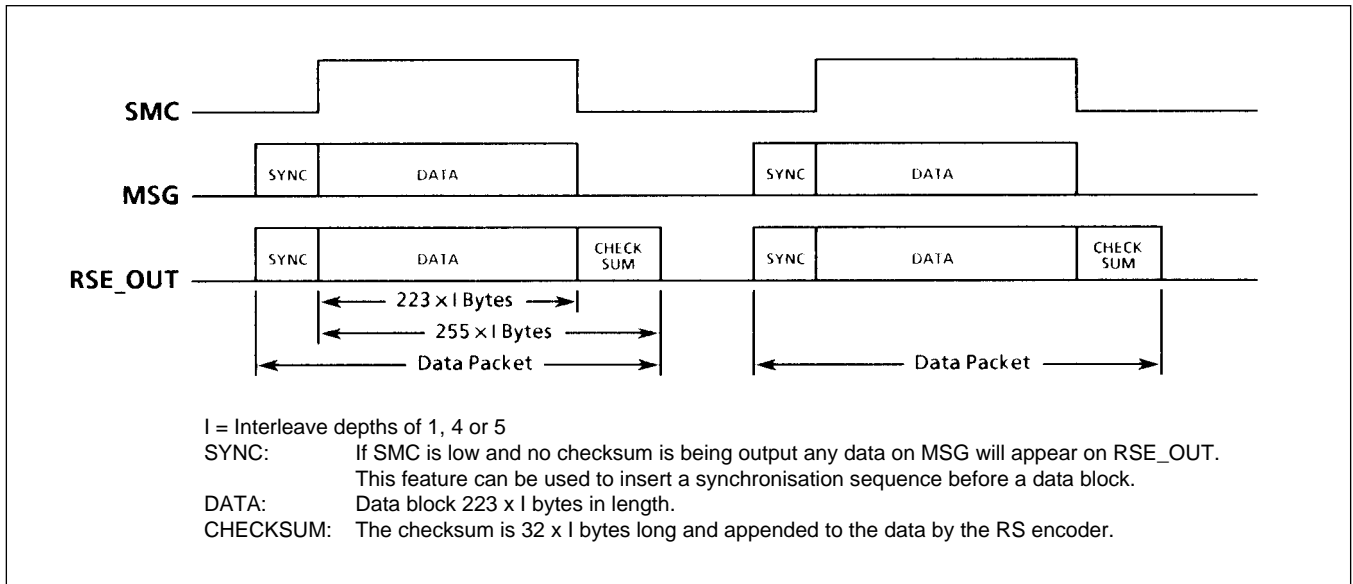 SMC
SYNC DATA SYNC DATA
MSG
SYNC DATA CHECK SUM SYNC DATA CHECK SUM
RSE_OUT
223 x I Bytes
255 x I Bytes
Data Packet Data Packet
I = Interleave depths of 1, 4 or 5
SYNC: If SMC is low and no checksum is being output any data on MSG will appear on RSE_OUT.
This feature can be used to insert a synchronisation sequence before a data block.
DATA: Data block 223 x I bytes in length.
CHECKSUM: The checksum is 32 x I bytes long and appended to the data by the RS encoder.